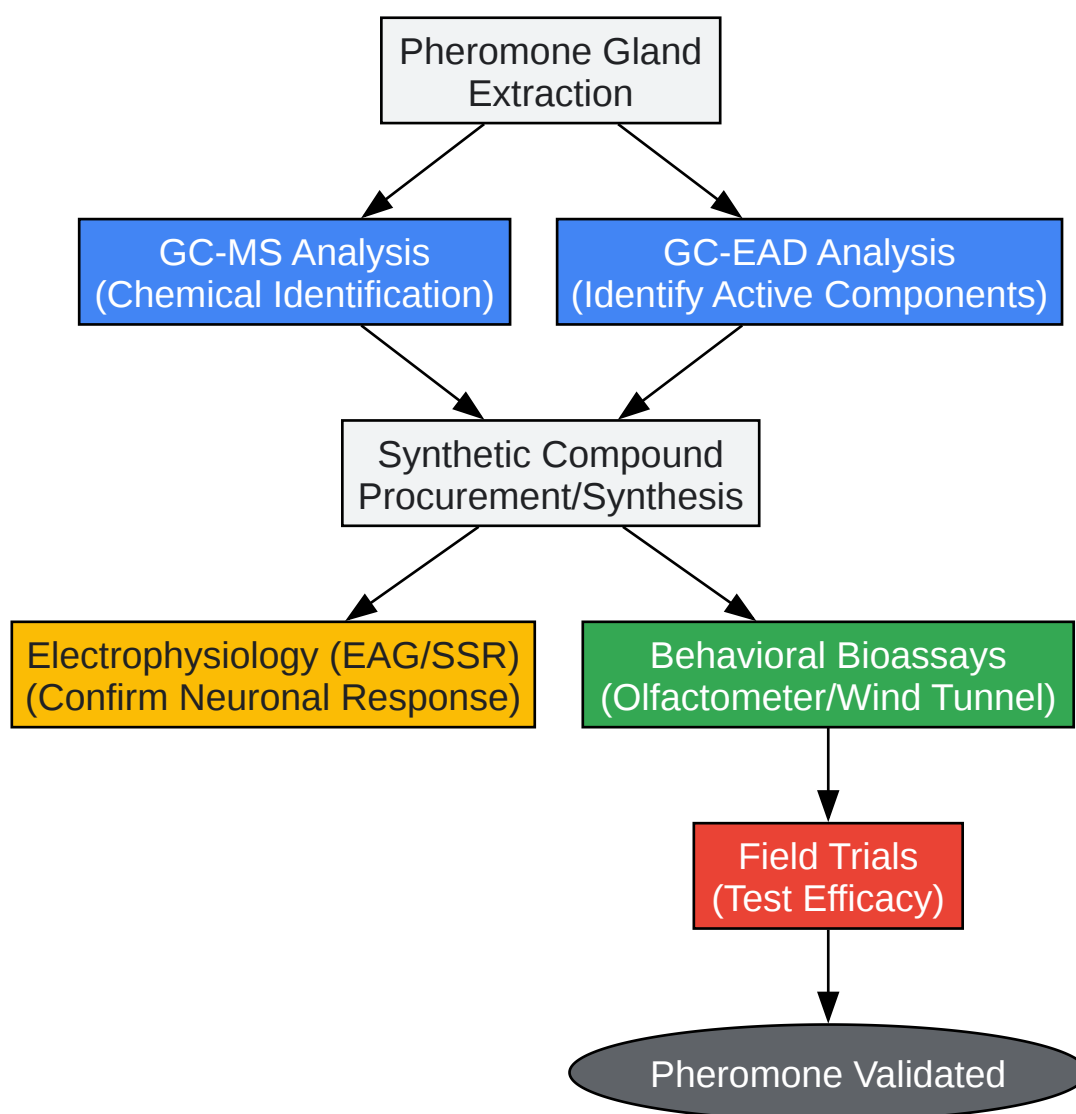 Pheromone Gland
Extraction
GC-MS Analysis
(Chemical Identification)
GC-EAD Analysis
(Identify Active Components)
Synthetic Compound
Procurement/Synthesis
Electrophysiology (EAG/SSR)
(Confirm Neuronal Response)
Behavioral Bioassays
(Olfactometer/Wind Tunnel)
Field Trials
(Test Efficacy)
Pheromone Validated